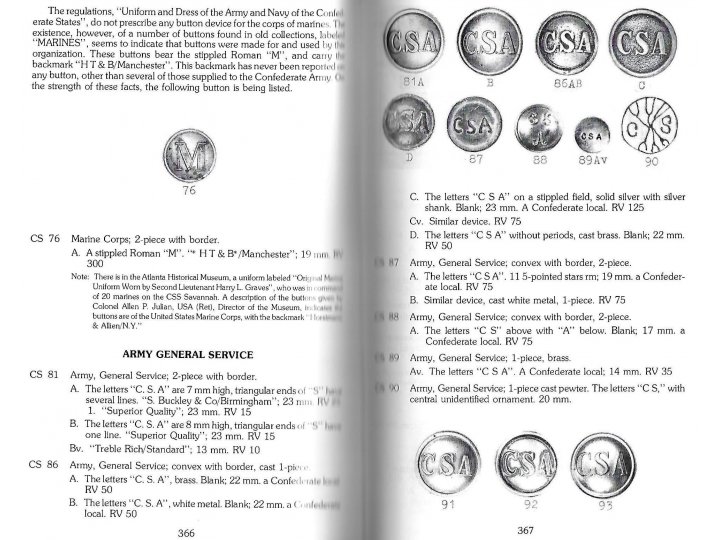 The regulations, "Uniform and Dress of the Army and Navy of the
erate States", do not prescribe any button device for the corps of marines.
existence, however, of a number of buttons found in old collections,
"MARINES", seems to indicate that buttons were made for and used by
organization. These buttons bear the stippled Roman "M", and carry
backmark "H T & B/Manchester". This backmark has never been reported
any button, other than several of those supplied to the Confederate Army.
the strength of these facts, the following button is being listed.
M
76
CS 76 Marine Corps; 2-piece with border.
A. A stippled Roman "M". "* H T & B*/Manchester"; 19 mm. RV
300
Note: There is in the Atlanta Historical Museum, a uniform labeled "Original
Uniform Worn by Second Lieutenant Harry L. Graves", who was in
of 20 marines on the CSS Savannah. A description of the buttons
Colonel Allen P. Julian, USA (Ret), Director of the Museum,
buttons are of the United States Marine Corps, with the backmark
& Allien/N.Y."
ARMY GENERAL SERVICE
CS 81 Army, General Service; 2-piece with border.
A. The letters "C. S. A" are 7 mm high, triangular ends of "S"
several lines. "S. Buckley & Co/Birmingham"; 23 mm. RV
1. "Superior Quality"; 23 mm. RV 15
B. The letters "C. S. A" are 8 mm high, triangular ends of "S"
one line. "Superior Quality"; 23 mm. RV 15
Bv. "Treble Rich/Standard"; 13 mm. RV 10
CS 86 Army, General Service; convex with border, cast 1-piece.
A. The letters "C. S. A", brass. Blank; 22 mm. a
RV 50
B. The letters "C. S. A", white metal. Blank; 22 mm. a
local. RV 50
366
CSA CSA CSA CSA
81A B 86AB C
CSA CSA CS CSA C S
A
D 87 88 89AV 90
C. The letters "C S A" on a stippled field, solid silver with silver
shank. Blank; 23 mm. A Confederate local. RV 125
Cv. Similar device. RV 75
D. The letters "C S A" without periods, cast brass. Blank; 22 mm.
RV 50
CS 87 Army, General Service; convex with border, 2-piece.
A. The letters "C S A". 11 5-pointed stars rm; 19 mm. a Confeder-
ate local. RV 75
B. Similar device, cast white metal, 1-piece. RV 75
CS 88 Army, General Service; convex with border, 2-piece.
A. The letters "C S" above with "A" below. Blank; 17 mm. a
Confederate local. RV 75
CS 89 Army, General Service; 1-piece, brass.
Av. The letters "C S A". A Confederate local; 14 mm. RV 35
CS 90 Army, General Service; 1-piece cast pewter. The letters "C S," with
central unidentified ornament. 20 mm.
CSA CSA CSA
91 92 93
367